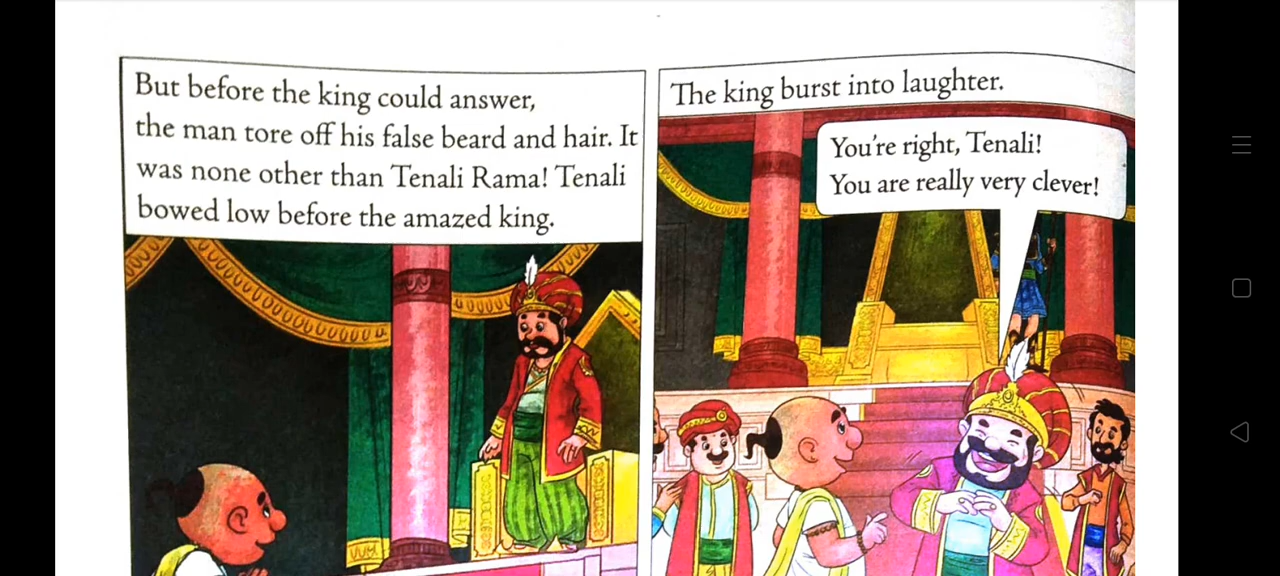 But before the king could answer,
the man tore off his false beard and hair. It
was none other than Tenali Rama! Tenali
bowed low before the amazed king.
The king burst into laughter.
You're right, Tenali!
You are really very clever!